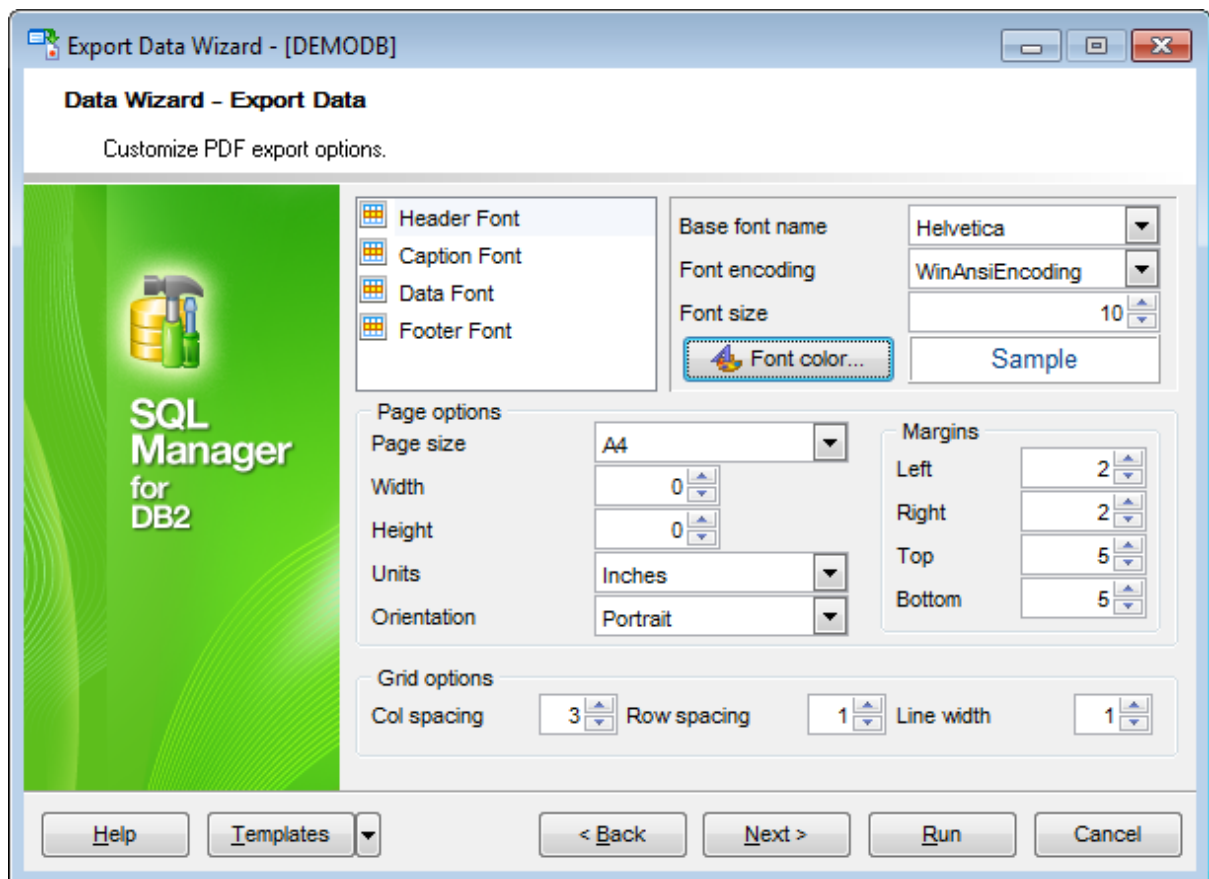 Export Data Wizard - [DEMODB]
Data Wizard - Export Data
Customize PDF export options.
SQL
Manager
for
DB2
Header Font
Caption Font
Data Font
Footer Font
Base font name Helvetica
Font encoding WinAnsiEncoding
Font size 10
Font color... Sample
Page options
Page size A4
Width 0
Height 0
Units Inches
Orientation Portrait
Margins
Left 2
Right 2
Top 5
Bottom 5
Grid options
Col spacing 3 Row spacing 1 Line width 1
Help Templates < Back Next > Run Cancel